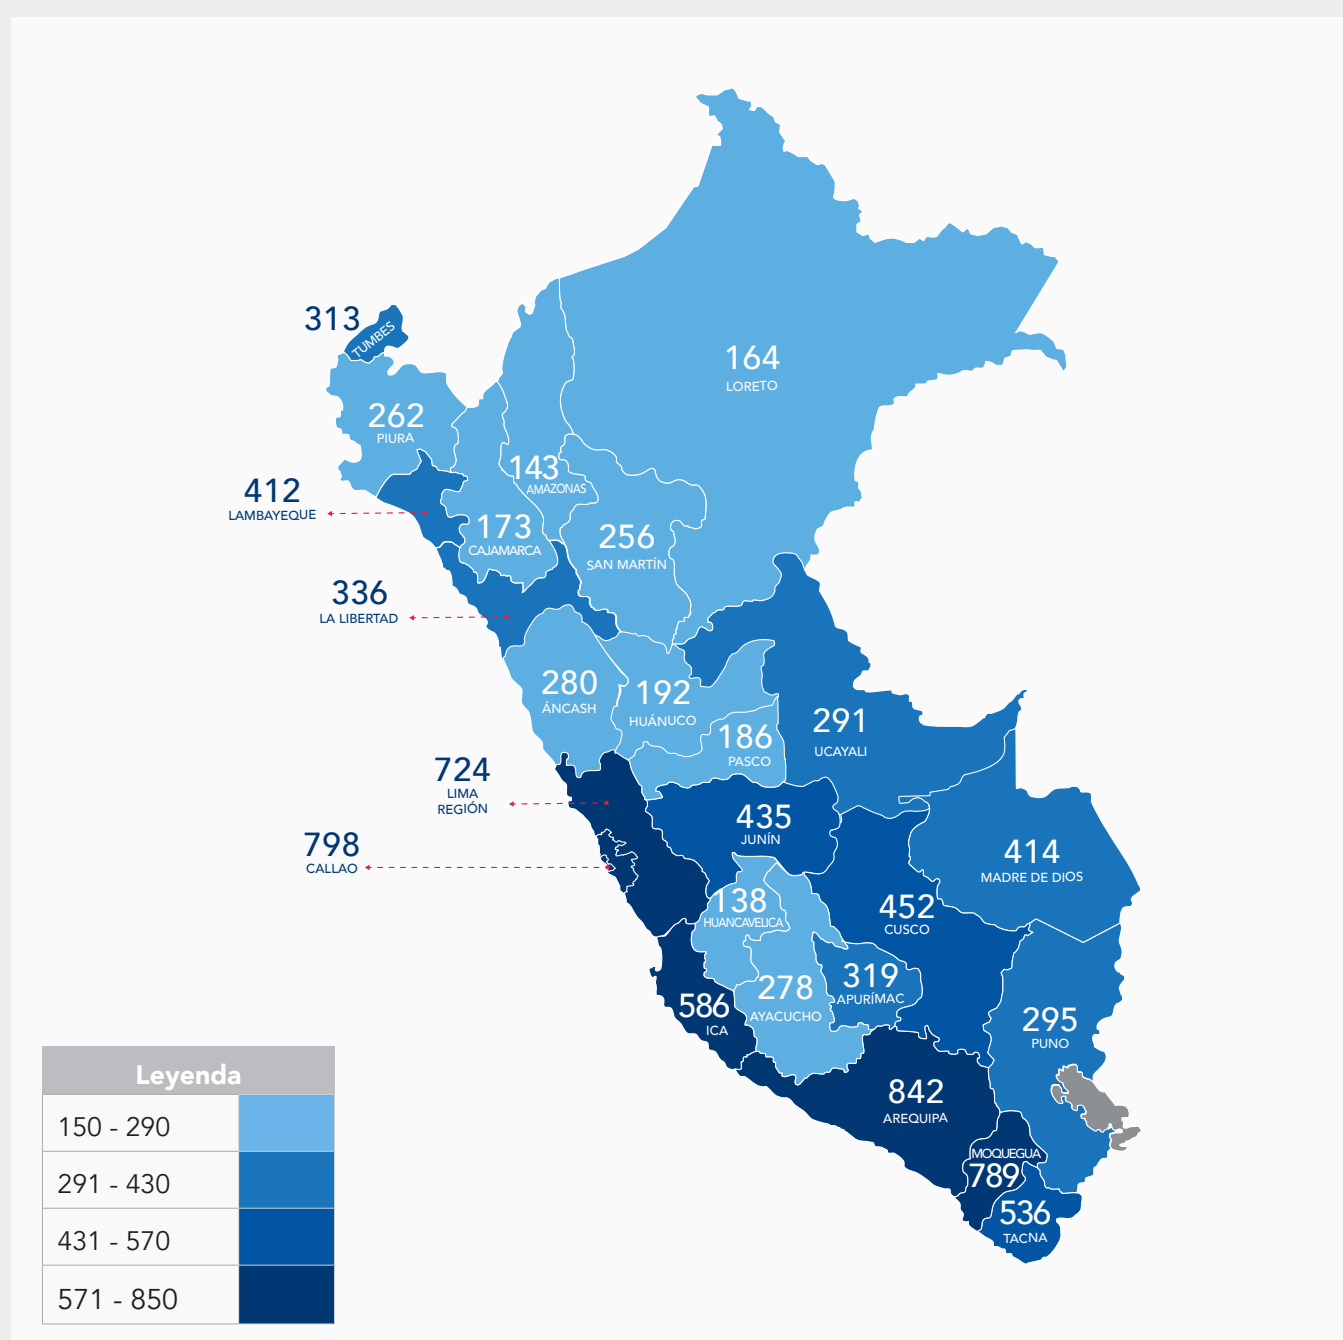 164
LORETO
313
TUMBES
262
PIURA
143
AMAZONAS
412
LAMBAYEQUE
173
CAJAMARCA
256
SAN MARTÍN
336
LA LIBERTAD
280
ÁNCASH
192
HUÁNUCO
186
PASCO
291
UCAYALI
724
LIMA
REGIÓN
435
JUNÍN
798
CALLAO
414
MADRE DE DIOS
138
HUANCAVELICA
452
CUSCO
278
AYACUCHO
319
APURÍMAC
586
ICA
295
PUNO
842
AREQUIPA
MOQUEGUA
789
536
TACNA
Leyenda
150 - 290
291 - 430
431 - 570
571 - 850